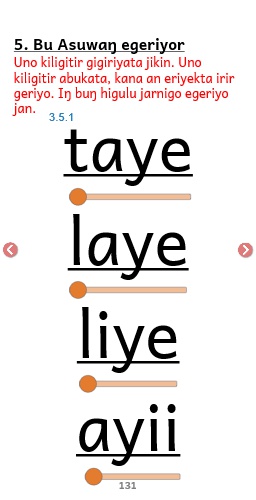 5. Bu Asuwaŋ egeriyor
Uno kiligitir gigiriyata jikin. Uno
kiligitir abukata, kana an eriyekta irir
geriyo. Iŋ buŋ higulu jarnigo egeriyo
jan.
3.5.1
taye
laye
liye
ayii
131